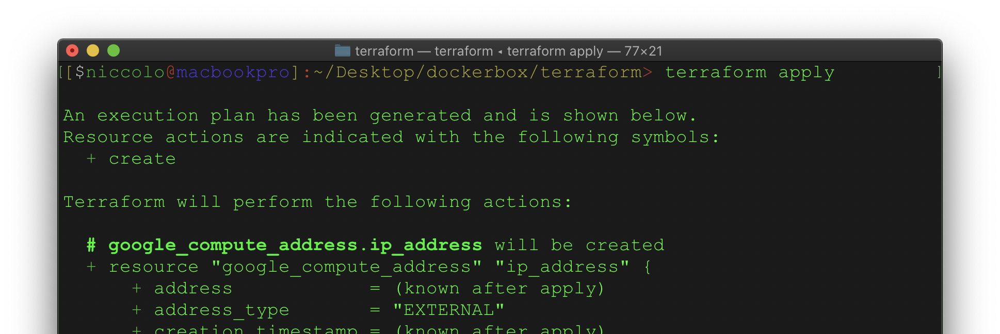 terraform — terraform ◂ terraform apply — 77×21
[[$niccolo@macbookpro]:~/Desktop/dockerbox/terraform> terraform apply ]
An execution plan has been generated and is shown below.
Resource actions are indicated with the following symbols:
+ create
Terraform will perform the following actions:
# google_compute_address.ip_address will be created
+ resource "google_compute_address" "ip_address" {
+ address = (known after apply)
+ address_type = "EXTERNAL"
+ creation_timestamp = (known after apply)